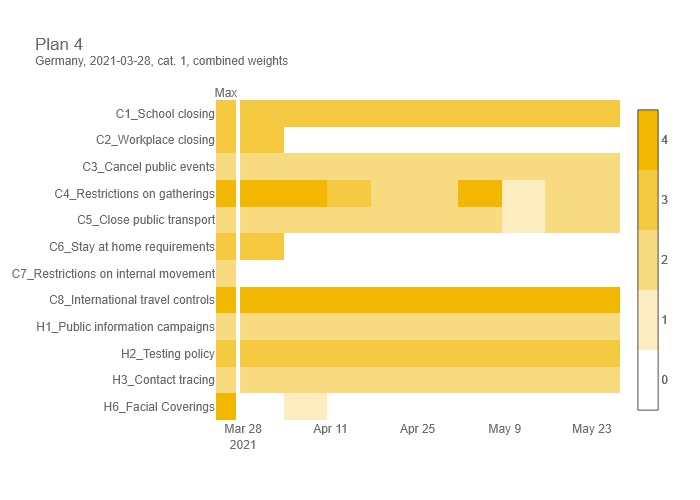 Plan 4
Germany, 2021-03-28, cat. 1, combined weights
Max
C1_School closing
C2_Workplace closing
C3_Cancel public events
C4_Restrictions on gatherings
C5_Close public transport
C6_Stay at home requirements
C7_Restrictions on internal movement
C8_International travel controls
H1_Public information campaigns
H2_Testing policy
H3_Contact tracing
H6_Facial Coverings
Mar 28 Apr 11 Apr 25 May 9 May 23
2021
4
3
2
1
0